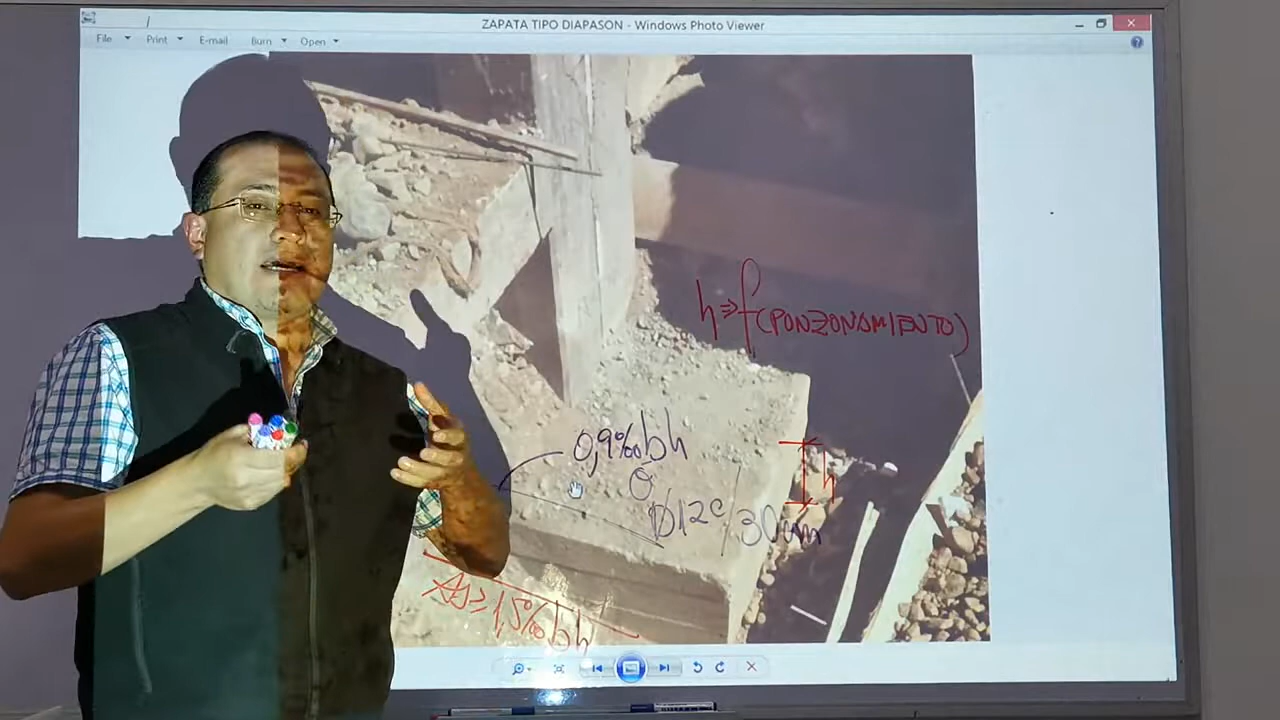 ZAPATA TIPO DIAPASON - Windows Photo Viewer
File Print E-mail Burn Open
h⇒f(PONZONAMIENTO)
0,9‰bh
Ø
Ø12c/30cm
h
As≥1,5‰bh